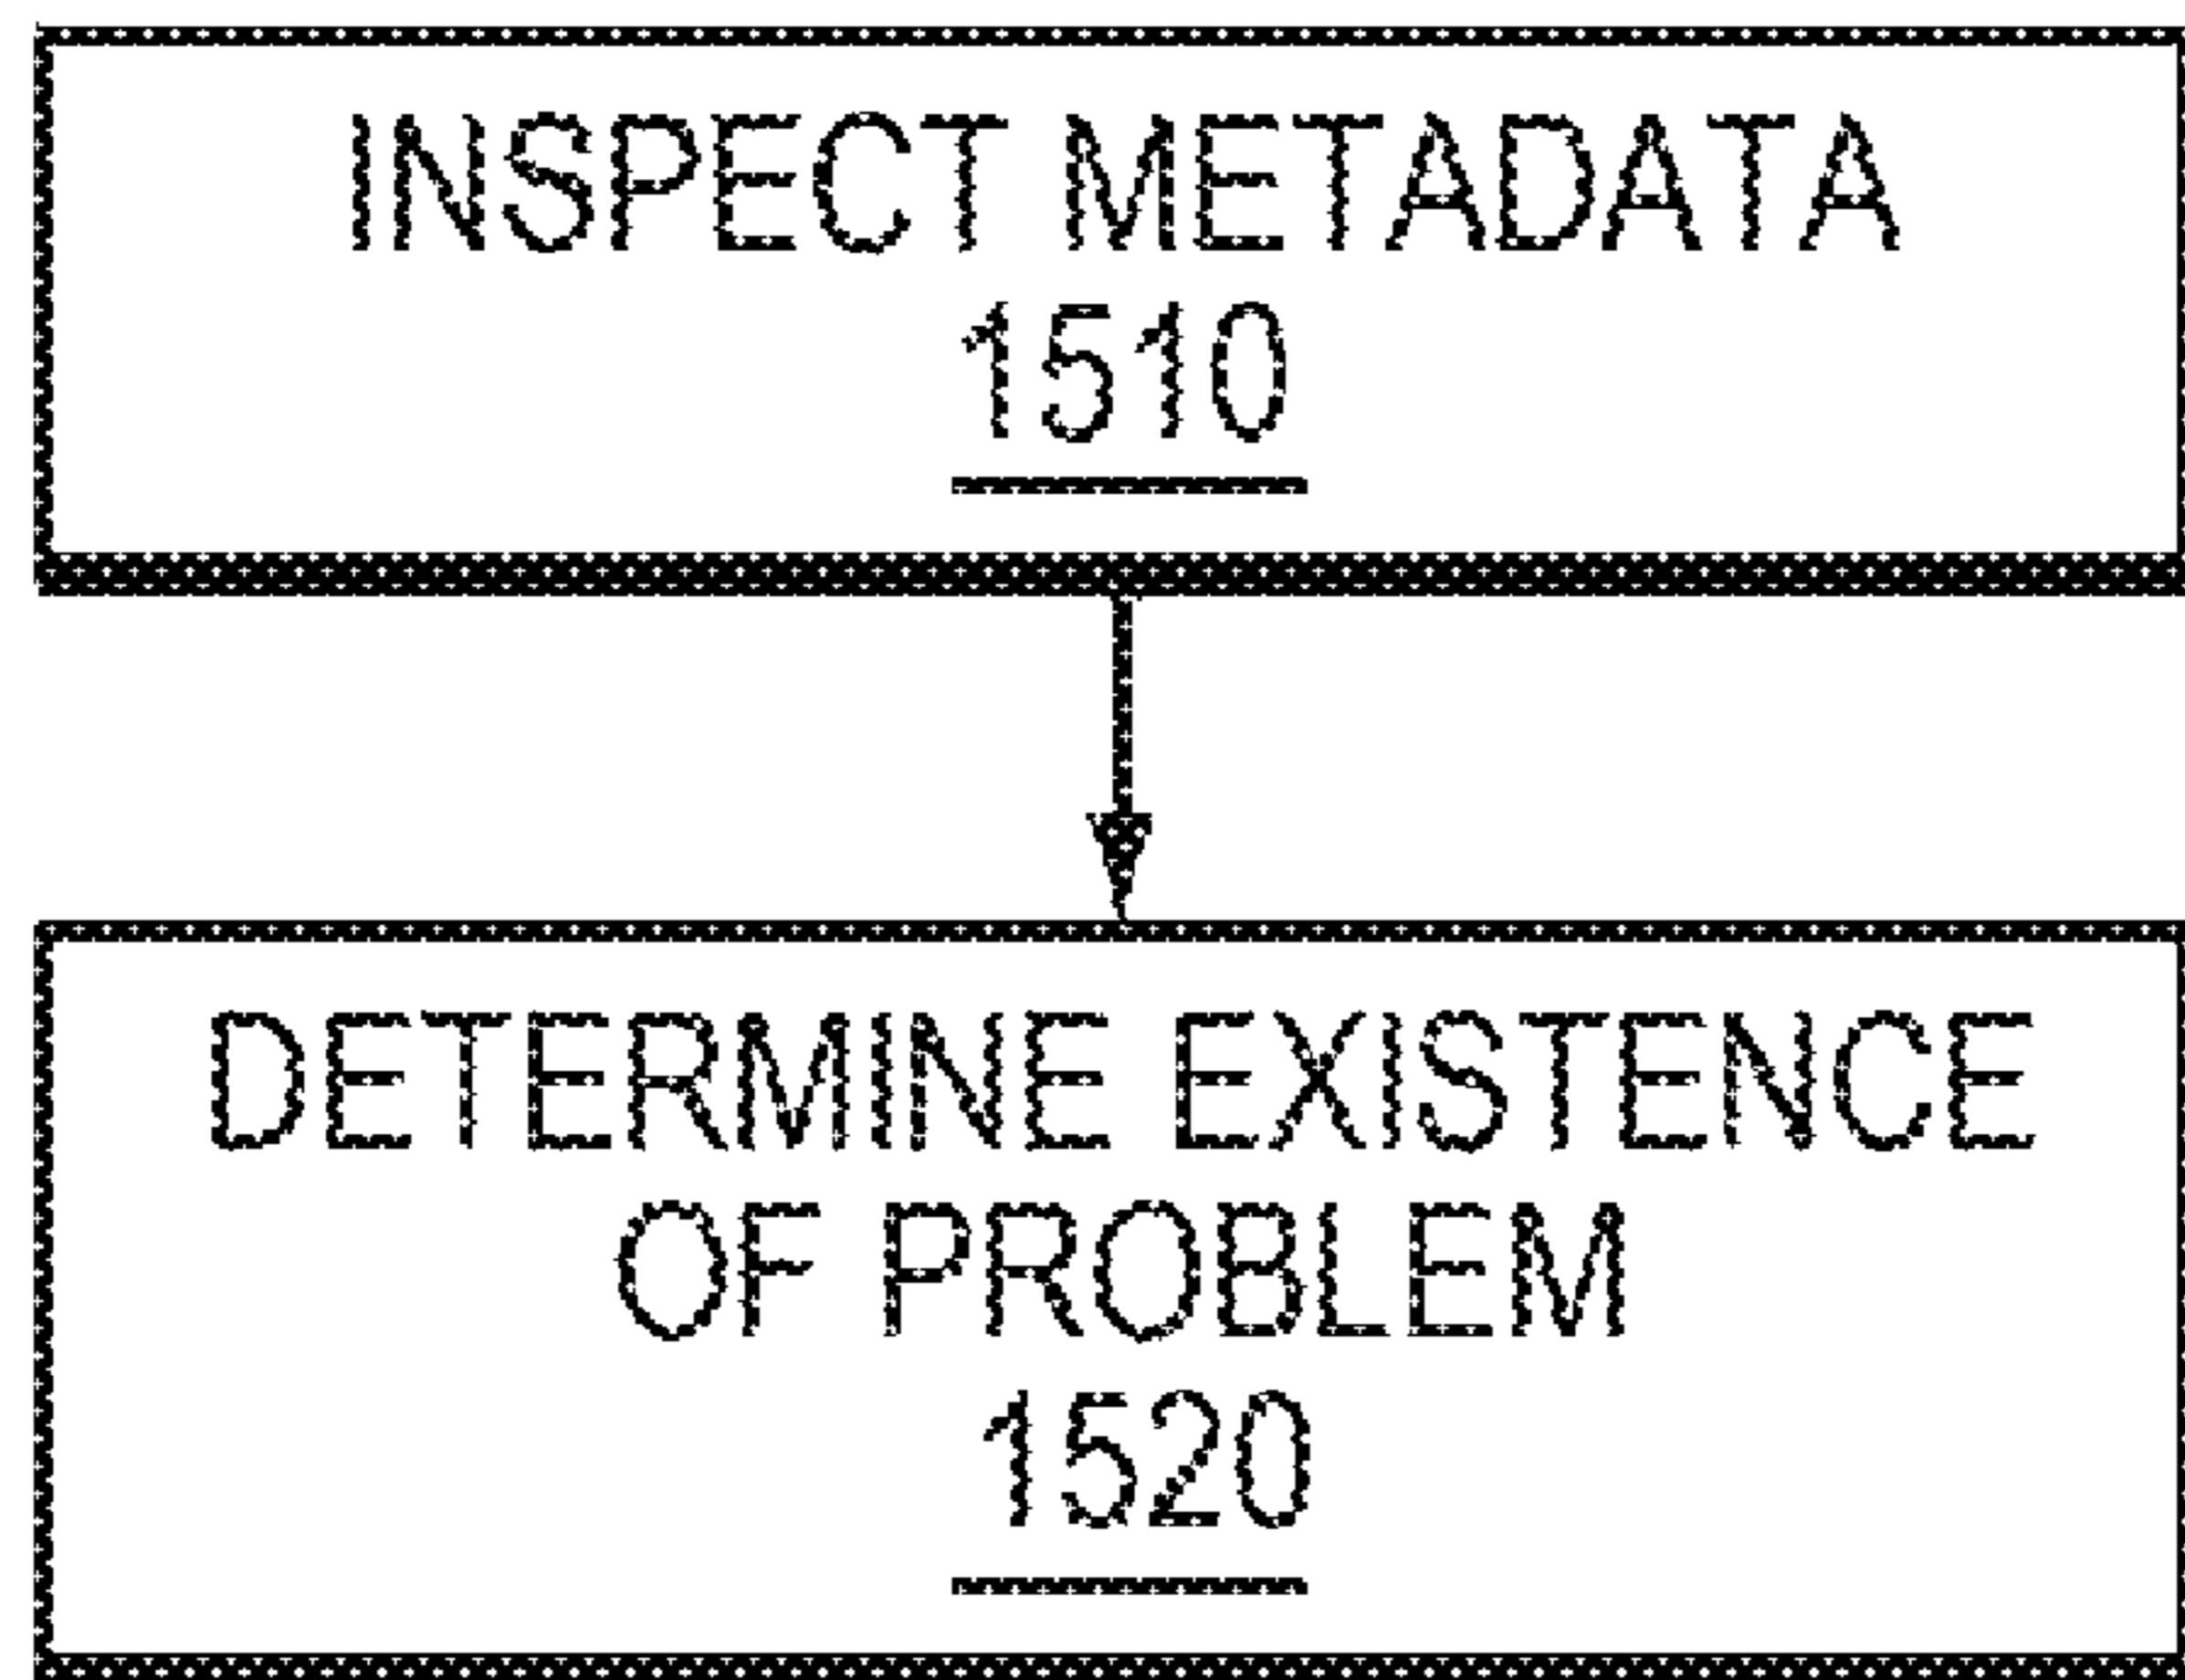 INSPECT METADATA
1510
DETERMINE EXISTENCE
OF PROBLEM
1520